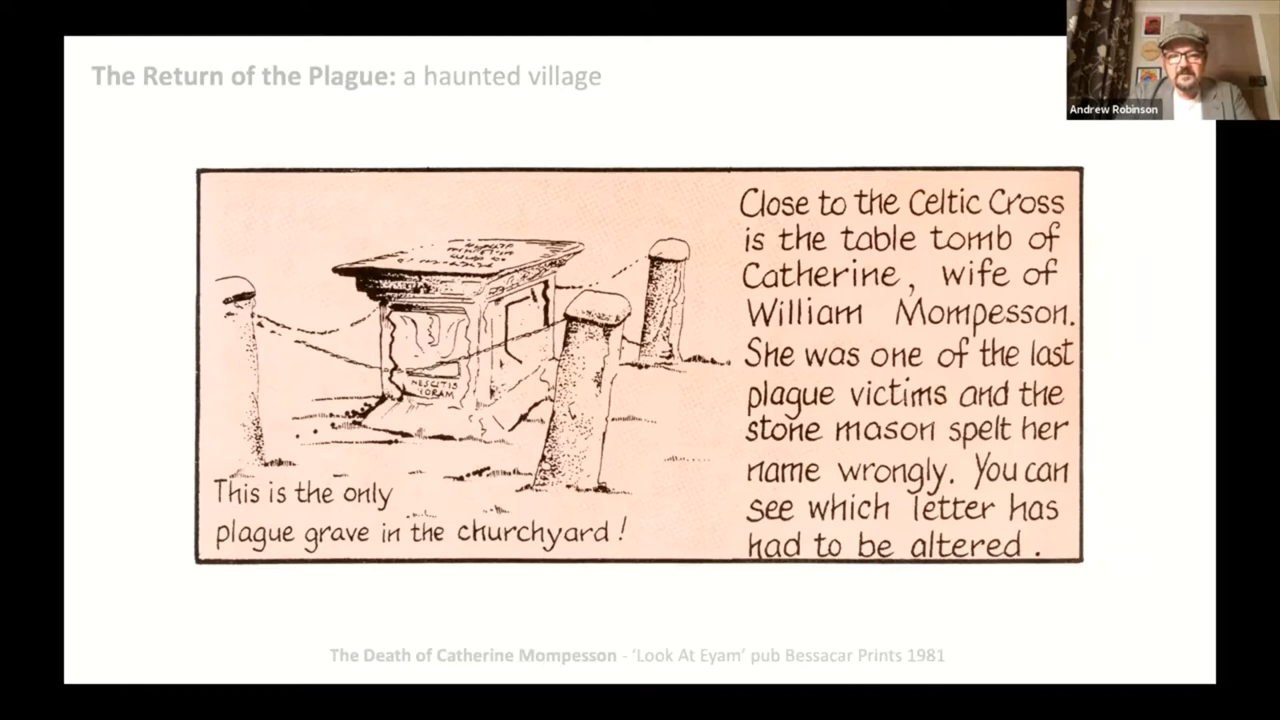 The Return of the Plague: a haunted village
Andrew Robinson
Close to the Celtic Cross
is the table tomb of
Catherine, wife of
William Mompesson.
She was one of the last
plague victims and the
stone mason spelt her
name wrongly. You can
see which letter has
had to be altered.
NESCITIS
HORAM
This is the only
plague grave in the churchyard!
The Death of Catherine Mompesson - ‘Look At Eyam’ pub Bessacar Prints 1981